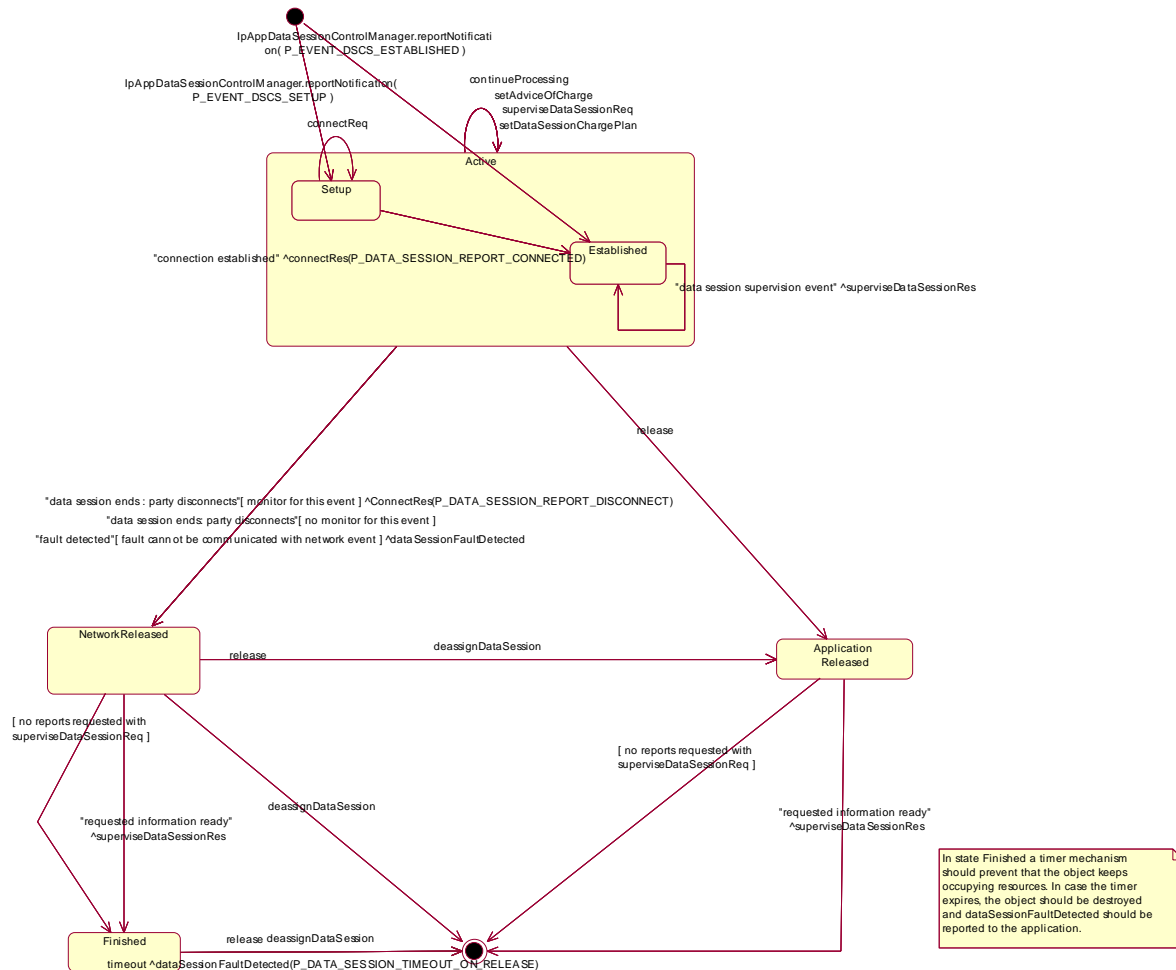 IpAppDataSessionControlManager.reportNotificati
on( P_EVENT_DSCS_ESTABLISHED )
IpAppDataSessionControlManager.reportNotification(
P_EVENT_DSCS_SETUP )
continueProcessing
setAdviceOfCharge
superviseDataSessionReq
setDataSessionChargePlan
connectReq
Active
Setup
Established
"connection established" ^connectRes(P_DATA_SESSION_REPORT_CONNECTED)
"data session supervision event" ^superviseDataSessionRes
release
"data session ends : party disconnects"[ monitor for this event ] ^ConnectRes(P_DATA_SESSION_REPORT_DISCONNECT)
"data session ends: party disconnects"[ no monitor for this event ]
"fault detected"[ fault cannot be communicated with network event ] ^dataSessionFaultDetected
NetworkReleased
release
deassignDataSession
Application
Released
[ no reports requested with
superviseDataSessionReq ]
"requested information ready"
^superviseDataSessionRes
deassignDataSession
[ no reports requested with
superviseDataSessionReq ]
"requested information ready"
^superviseDataSessionRes
In state Finished a timer mechanism
should prevent that the object keeps
occupying resources. In case the timer
expires, the object should be destroyed
and dataSessionFaultDetected should be
reported to the application.
Finished
release
deassignDataSession
timeout ^dataSessionFaultDetected(P_DATA_SESSION_TIMEOUT_ON_RELEASE)